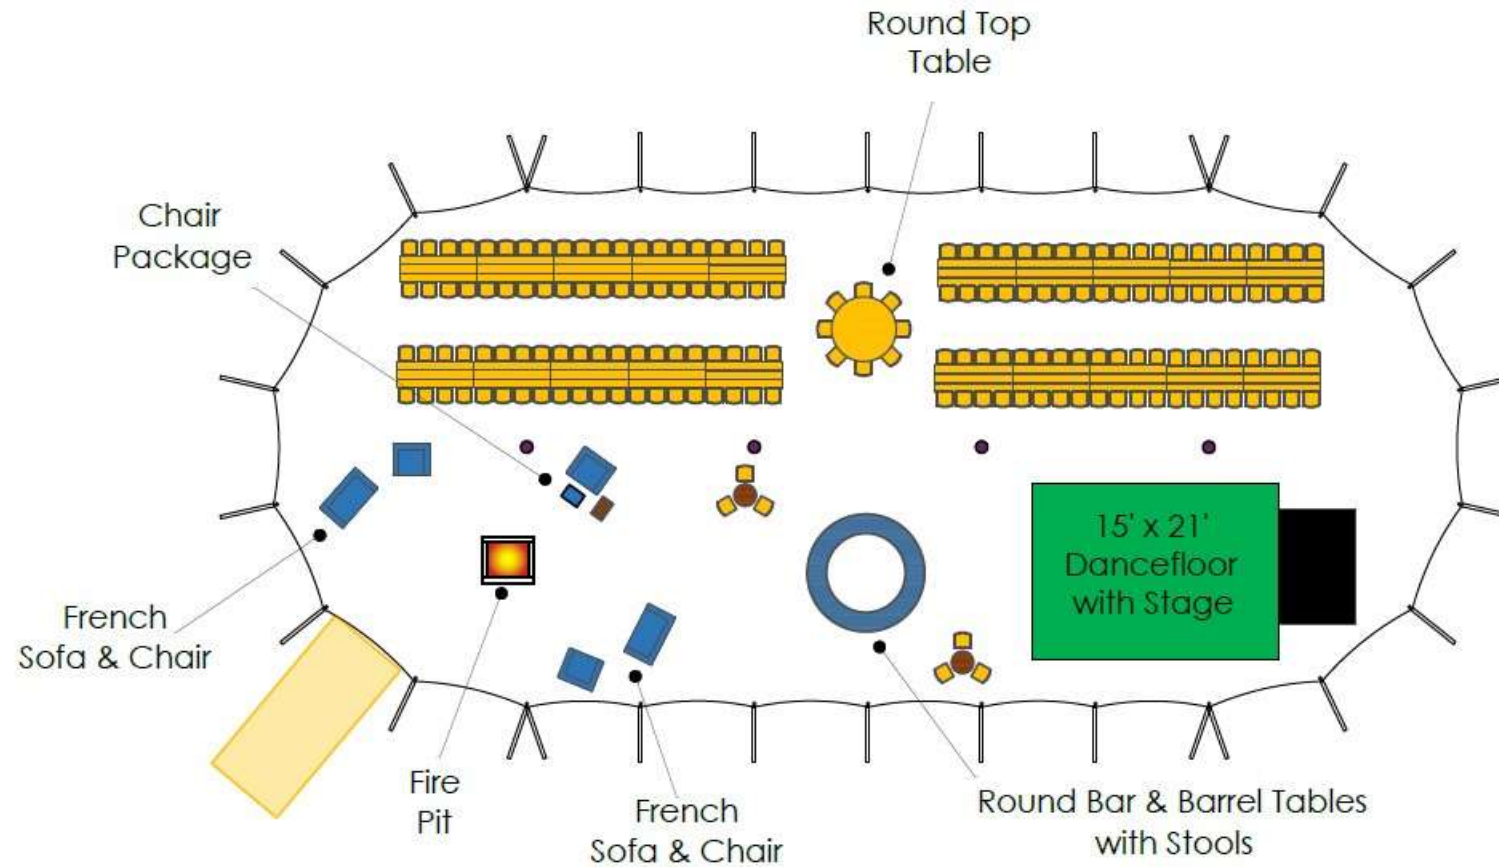 Round Top
Table
Chair
Package
15' x 21'
Dancefloor
with Stage
French
Sofa & Chair
Fire
Pit
French
Sofa & Chair
Round Bar & Barrel Tables
with Stools